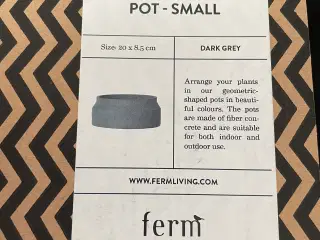 POT - SMALL
Size: 20 x 8.5 cm
DARK GREY
Arrange your plants
in our geometric-
shaped pots in beauti-
ful colours. The pots
are made of fiber con-
crete and are suitable
for both indoor and
outdoor use.
WWW.FERMLIVING.COM
ferm